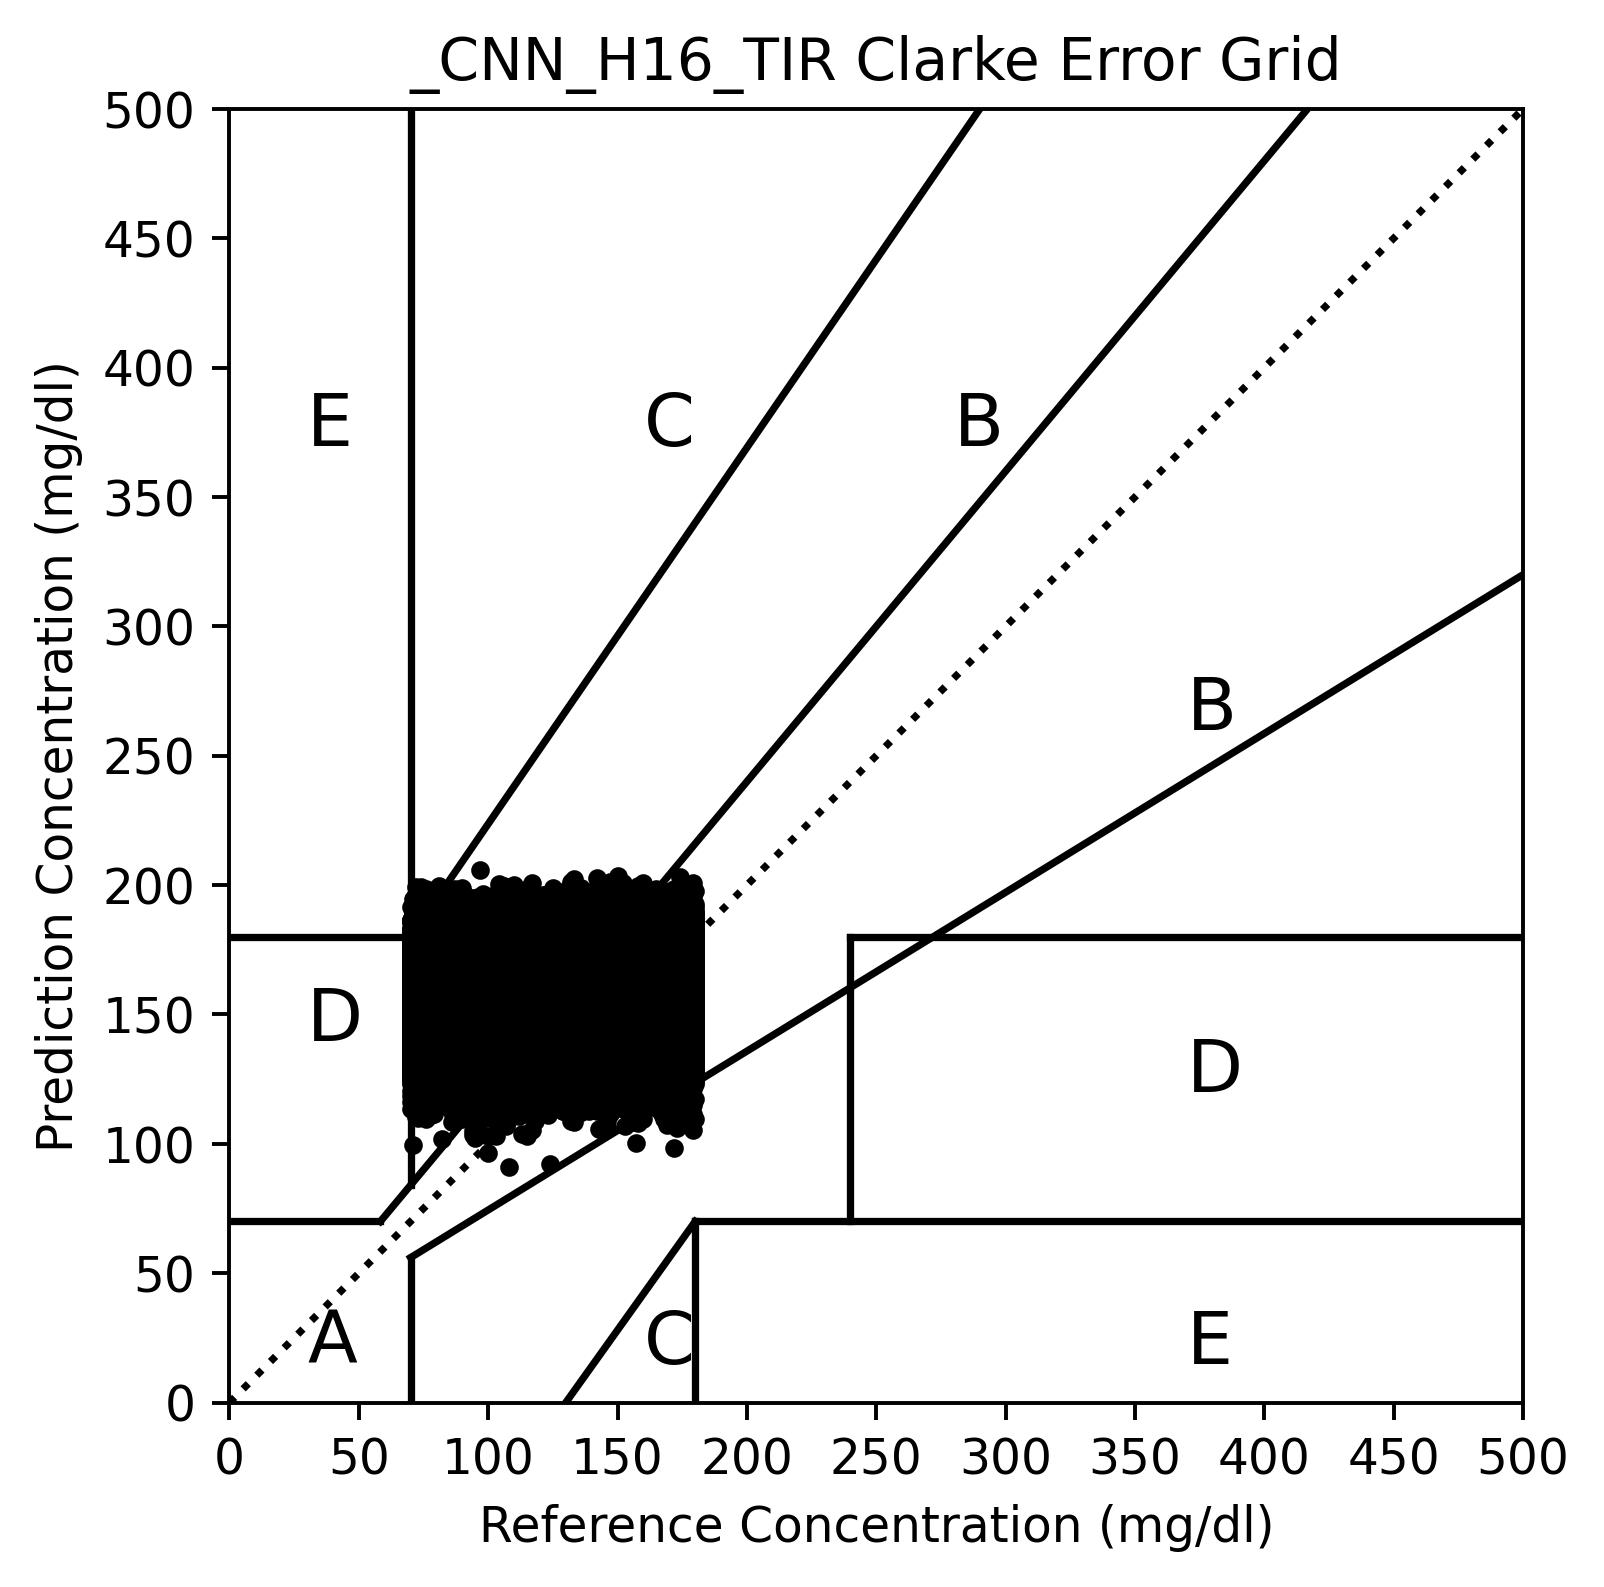 _CNN_H16_TIR Clarke Error Grid
500
450
400
350
300
250
200
150
100
50
0
Prediction Concentration (mg/dl)
E
C
B
B
D
D
A
C
E
0 50 100 150 200 250 300 350 400 450 500
Reference Concentration (mg/dl)